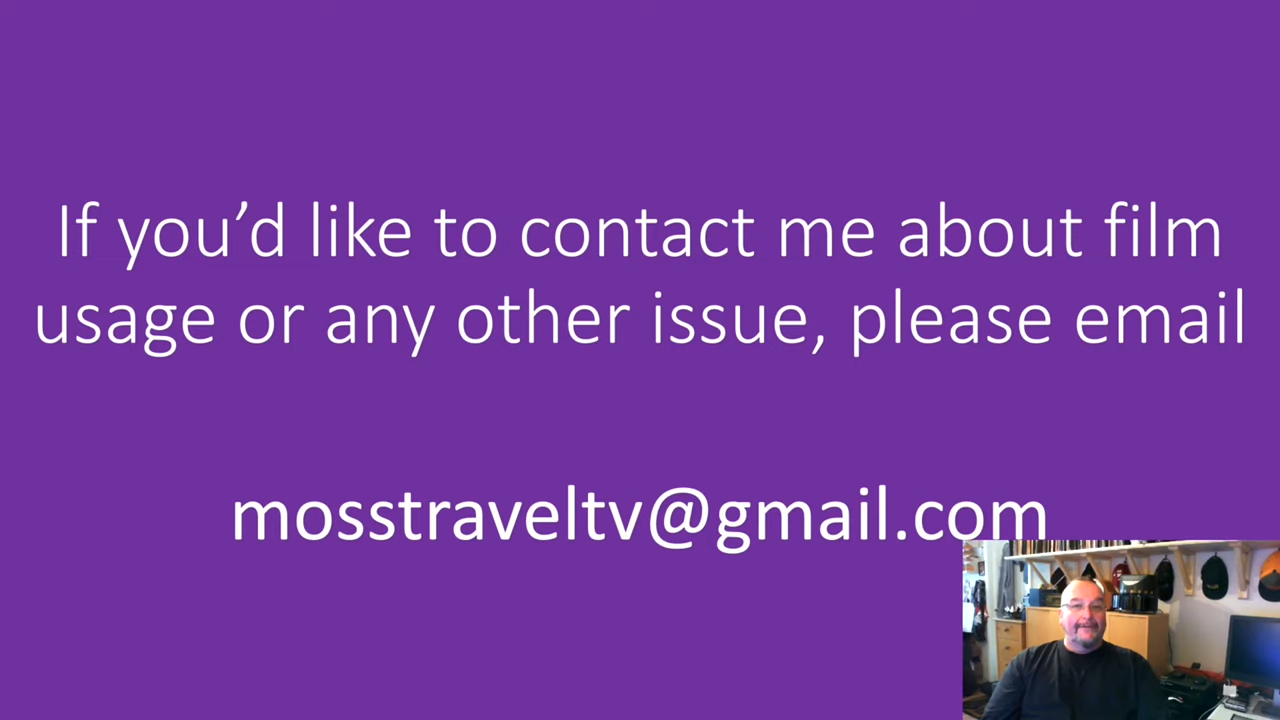 If you’d like to contact me about film
usage or any other issue, please email
mosstraveltv@gmail.com